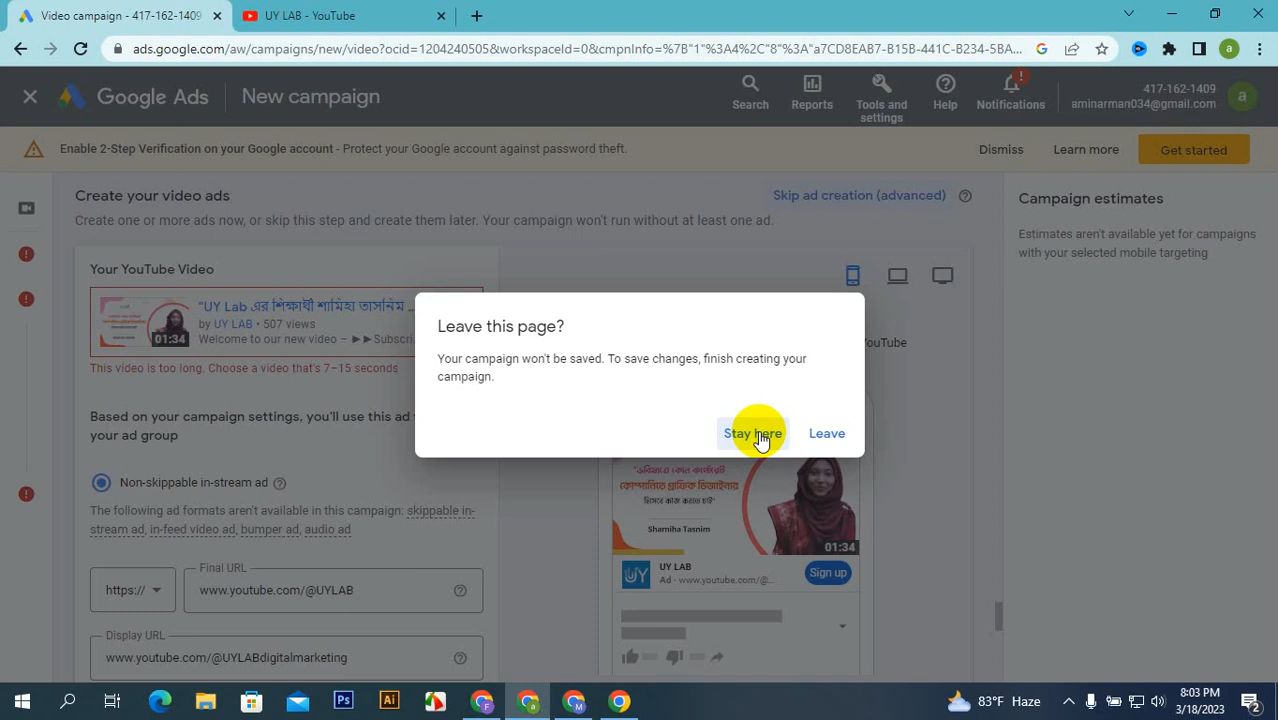 Video campaign - 417-162-1409
UY LAB - YouTube
ads.google.com/aw/campaigns/new/video?ocid=1204240505&workspaceId=0&cmpnInfo=%7B"1"%3A4%2C"8"%3A"a7CD8EAB7-B15B-441C-B234-5BA...
a
Google Ads
New campaign
Search
Reports
Tools and
settings
Help
Notifications
417-162-1409
aminarman034@gmail.com
a
Enable 2-Step Verification on your Google account - Protect your Google account against password theft.
Dismiss
Learn more
Get started
Create your video ads
Skip ad creation (advanced)
Create one or more ads now, or skip this step and create them later. Your campaign won't run without at least one ad.
Campaign estimates
Estimates aren't available yet for campaigns
with your selected mobile targeting
Your YouTube Video
"UY Lab এর শিক্ষার্থী শামিহা তাসনিম ...
by UY LAB • 507 views
Welcome to our new video – ►►Subscri...
01:34
This video is too long. Choose a video that's 7–15 seconds
Leave this page?
Your campaign won't be saved. To save changes, finish creating your
campaign.
Stay here
Leave
Based on your campaign settings, you'll use this ad
your ad group
Non-skippable in-stream ad
The following ad formats aren't available in this campaign: skippable in-
stream ad, in-feed video ad, bumper ad, audio ad
https://
Final URL
www.youtube.com/@UYLAB
Display URL
www.youtube.com/@UYLABdigitalmarketing
"ভবিষ্যতে কোন কর্পোরেট
কোম্পানিতে গ্রাফিক ডিজাইনার
হিসেবে কাজ করতে চাই"
Shamiha Tasnim
01:34
UY
UY LAB
Ad - www.youtube.com/@...
Sign up
83°F Haze
8:03 PM
3/18/2023
2